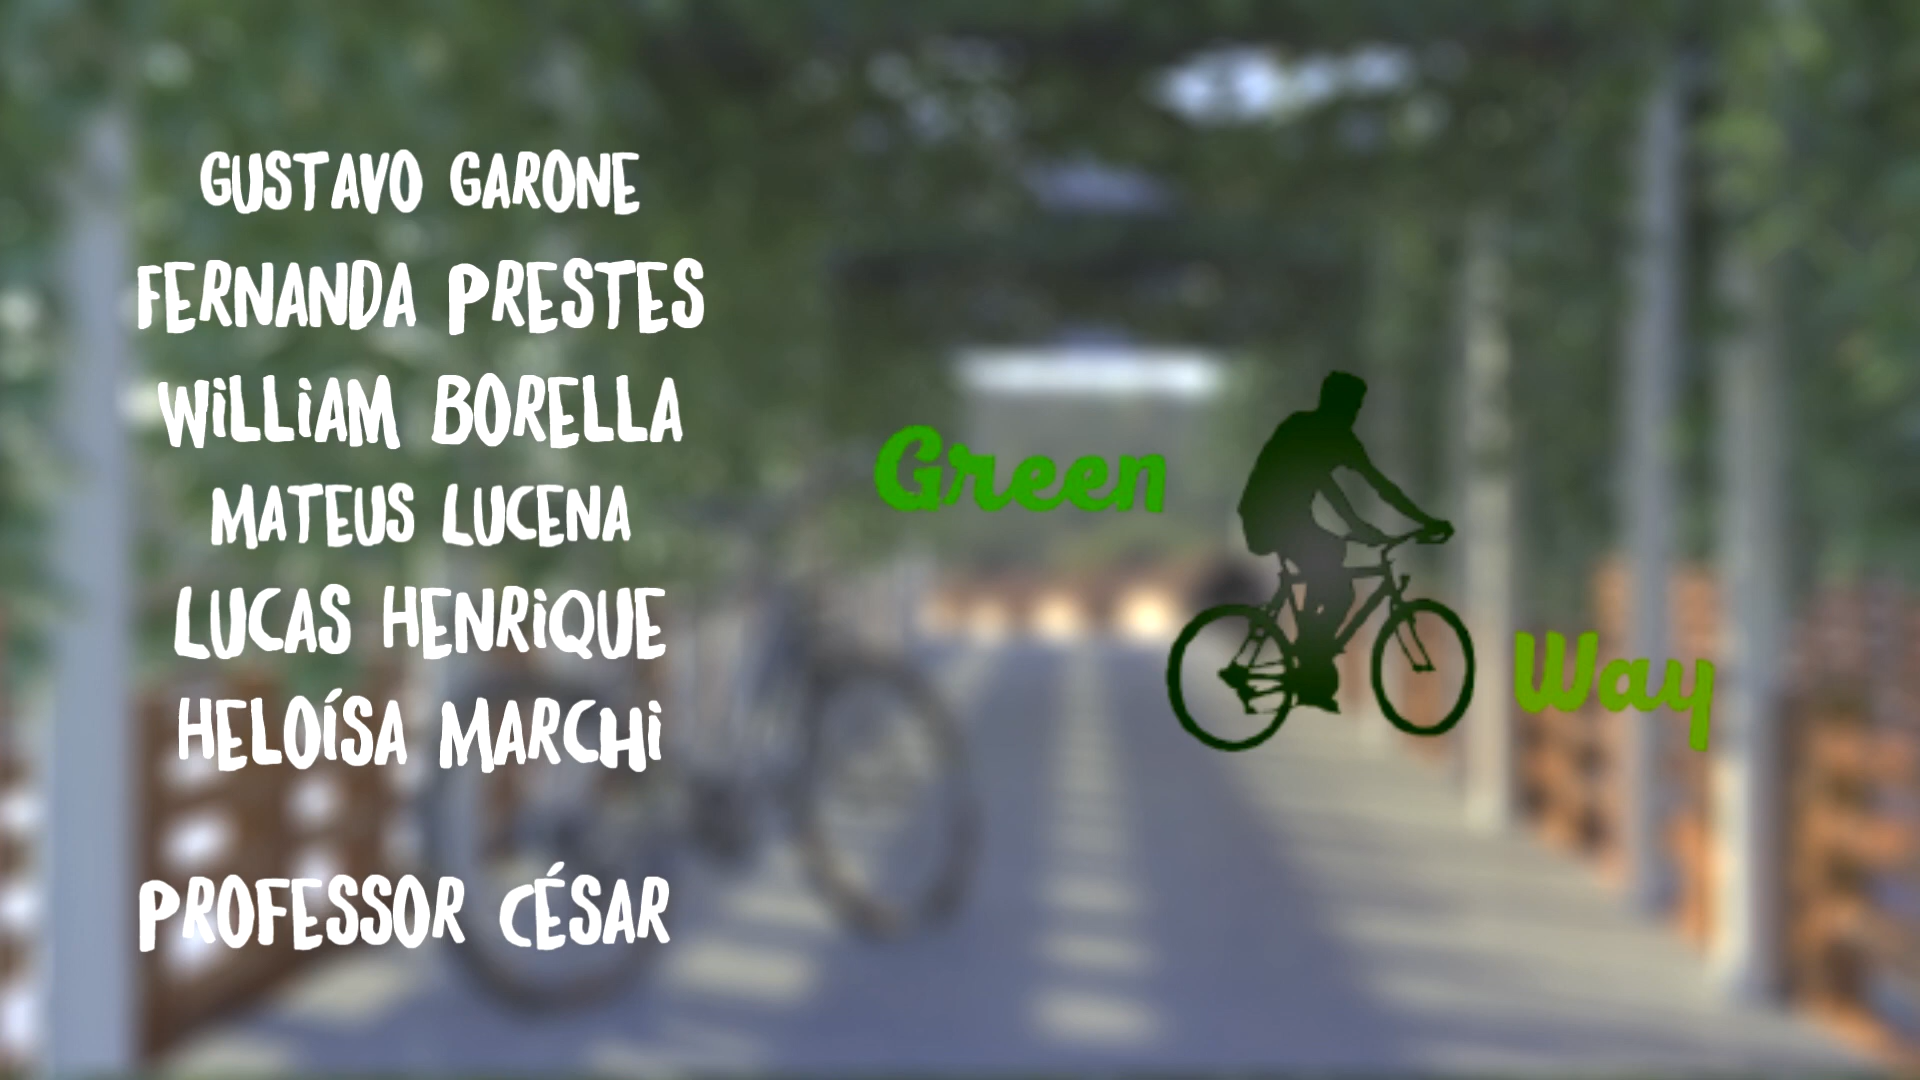 GUSTAVO GARONE
FERNANDA PRESTES
WiLLiAM BORELLA
MATEUS LUCENA
LUCAS HENRiQUE
HELOÍSA MARCHi
PROFESSOR CÉSAR
Green
Way